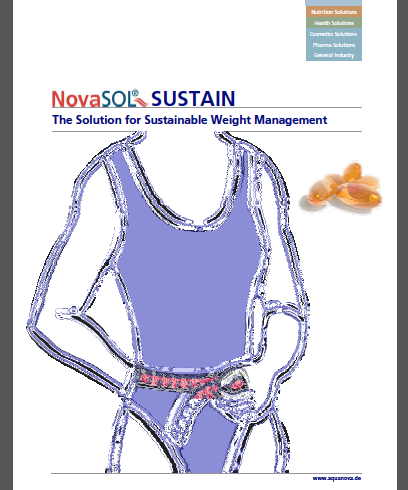 Nutrition Solutions
Health Solutions
Cosmetics Solutions
Pharma Solutions
General Industry
NovaSOL® SUSTAIN
The Solution for Sustainable Weight Management
www.aquanova.de